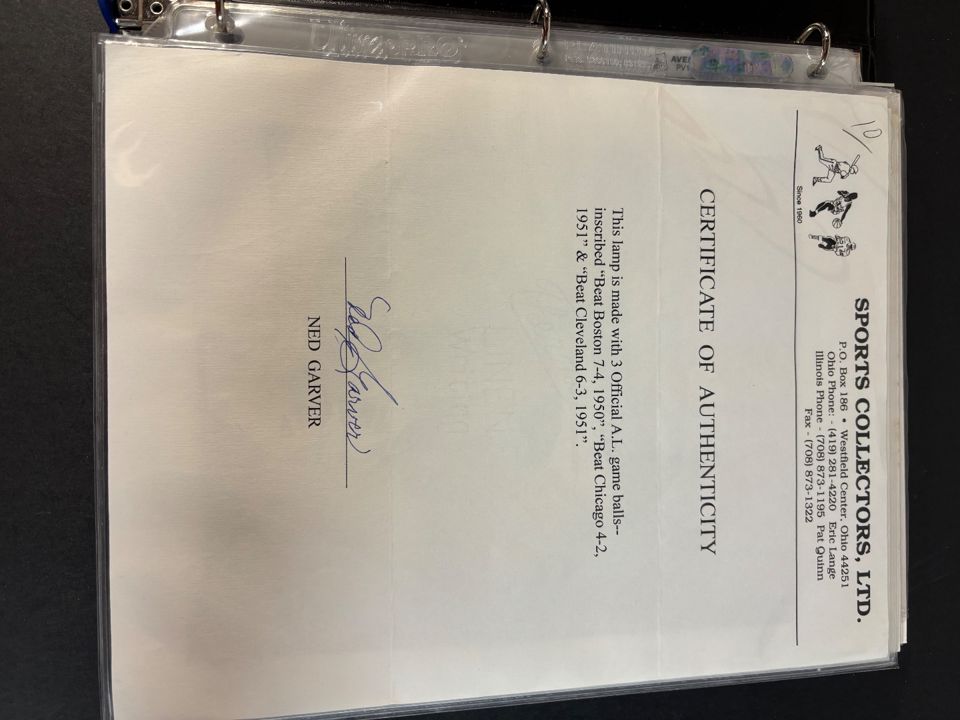 10/
SPORTS COLLECTORS, LTD.
P.O. Box 186 • Westfield Center, Ohio 44251
Ohio Phone: - (419) 281-4220 Eric Lange
Illinois Phone - (708) 873-1195 Pat Quinn
Fax - (708) 873-1322
Since 1960
CERTIFICATE OF AUTHENTICITY
This lamp is made with 3 Official A.L. game balls--
inscribed "Beat Boston 7-4, 1950", "Beat Chicago 4-2,
1951" & "Beat Cleveland 6-3, 1951".
Ned Garver
NED GARVER